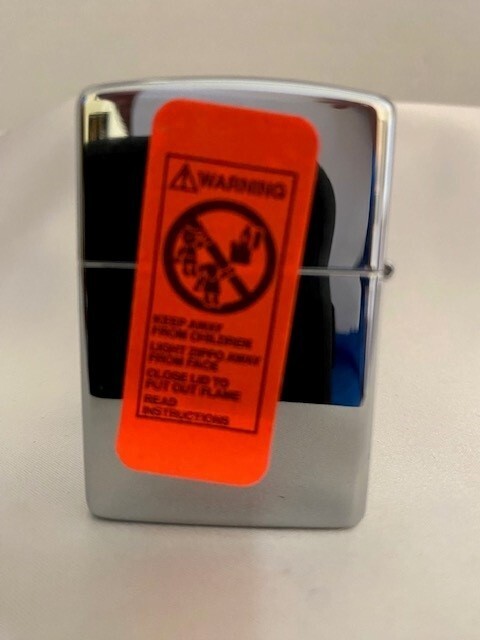 WARNING
KEEP AWAY
FROM CHILDREN
LIGHT ZIPPO AWAY
FROM FACE
CLOSE LID TO
PUT OUT FLAME
READ
INSTRUCTIONS